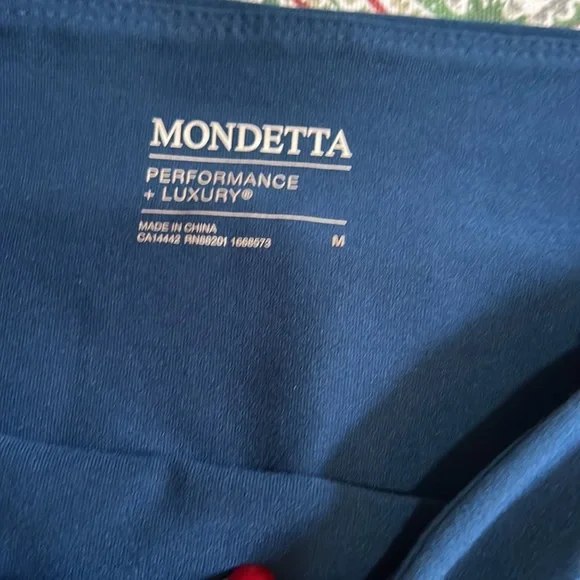 MONDETTA
PERFORMANCE
+ LUXURY®
MADE IN CHINA
CA14442 RN88201 1668573 M